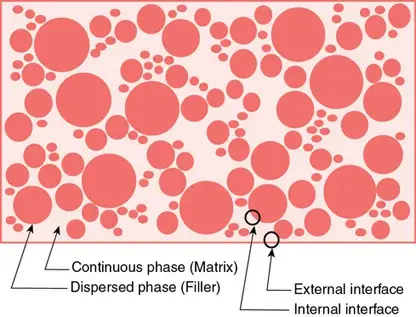 Continuous phase (Matrix)
Dispersed phase (Filler)
External interface
Internal interface